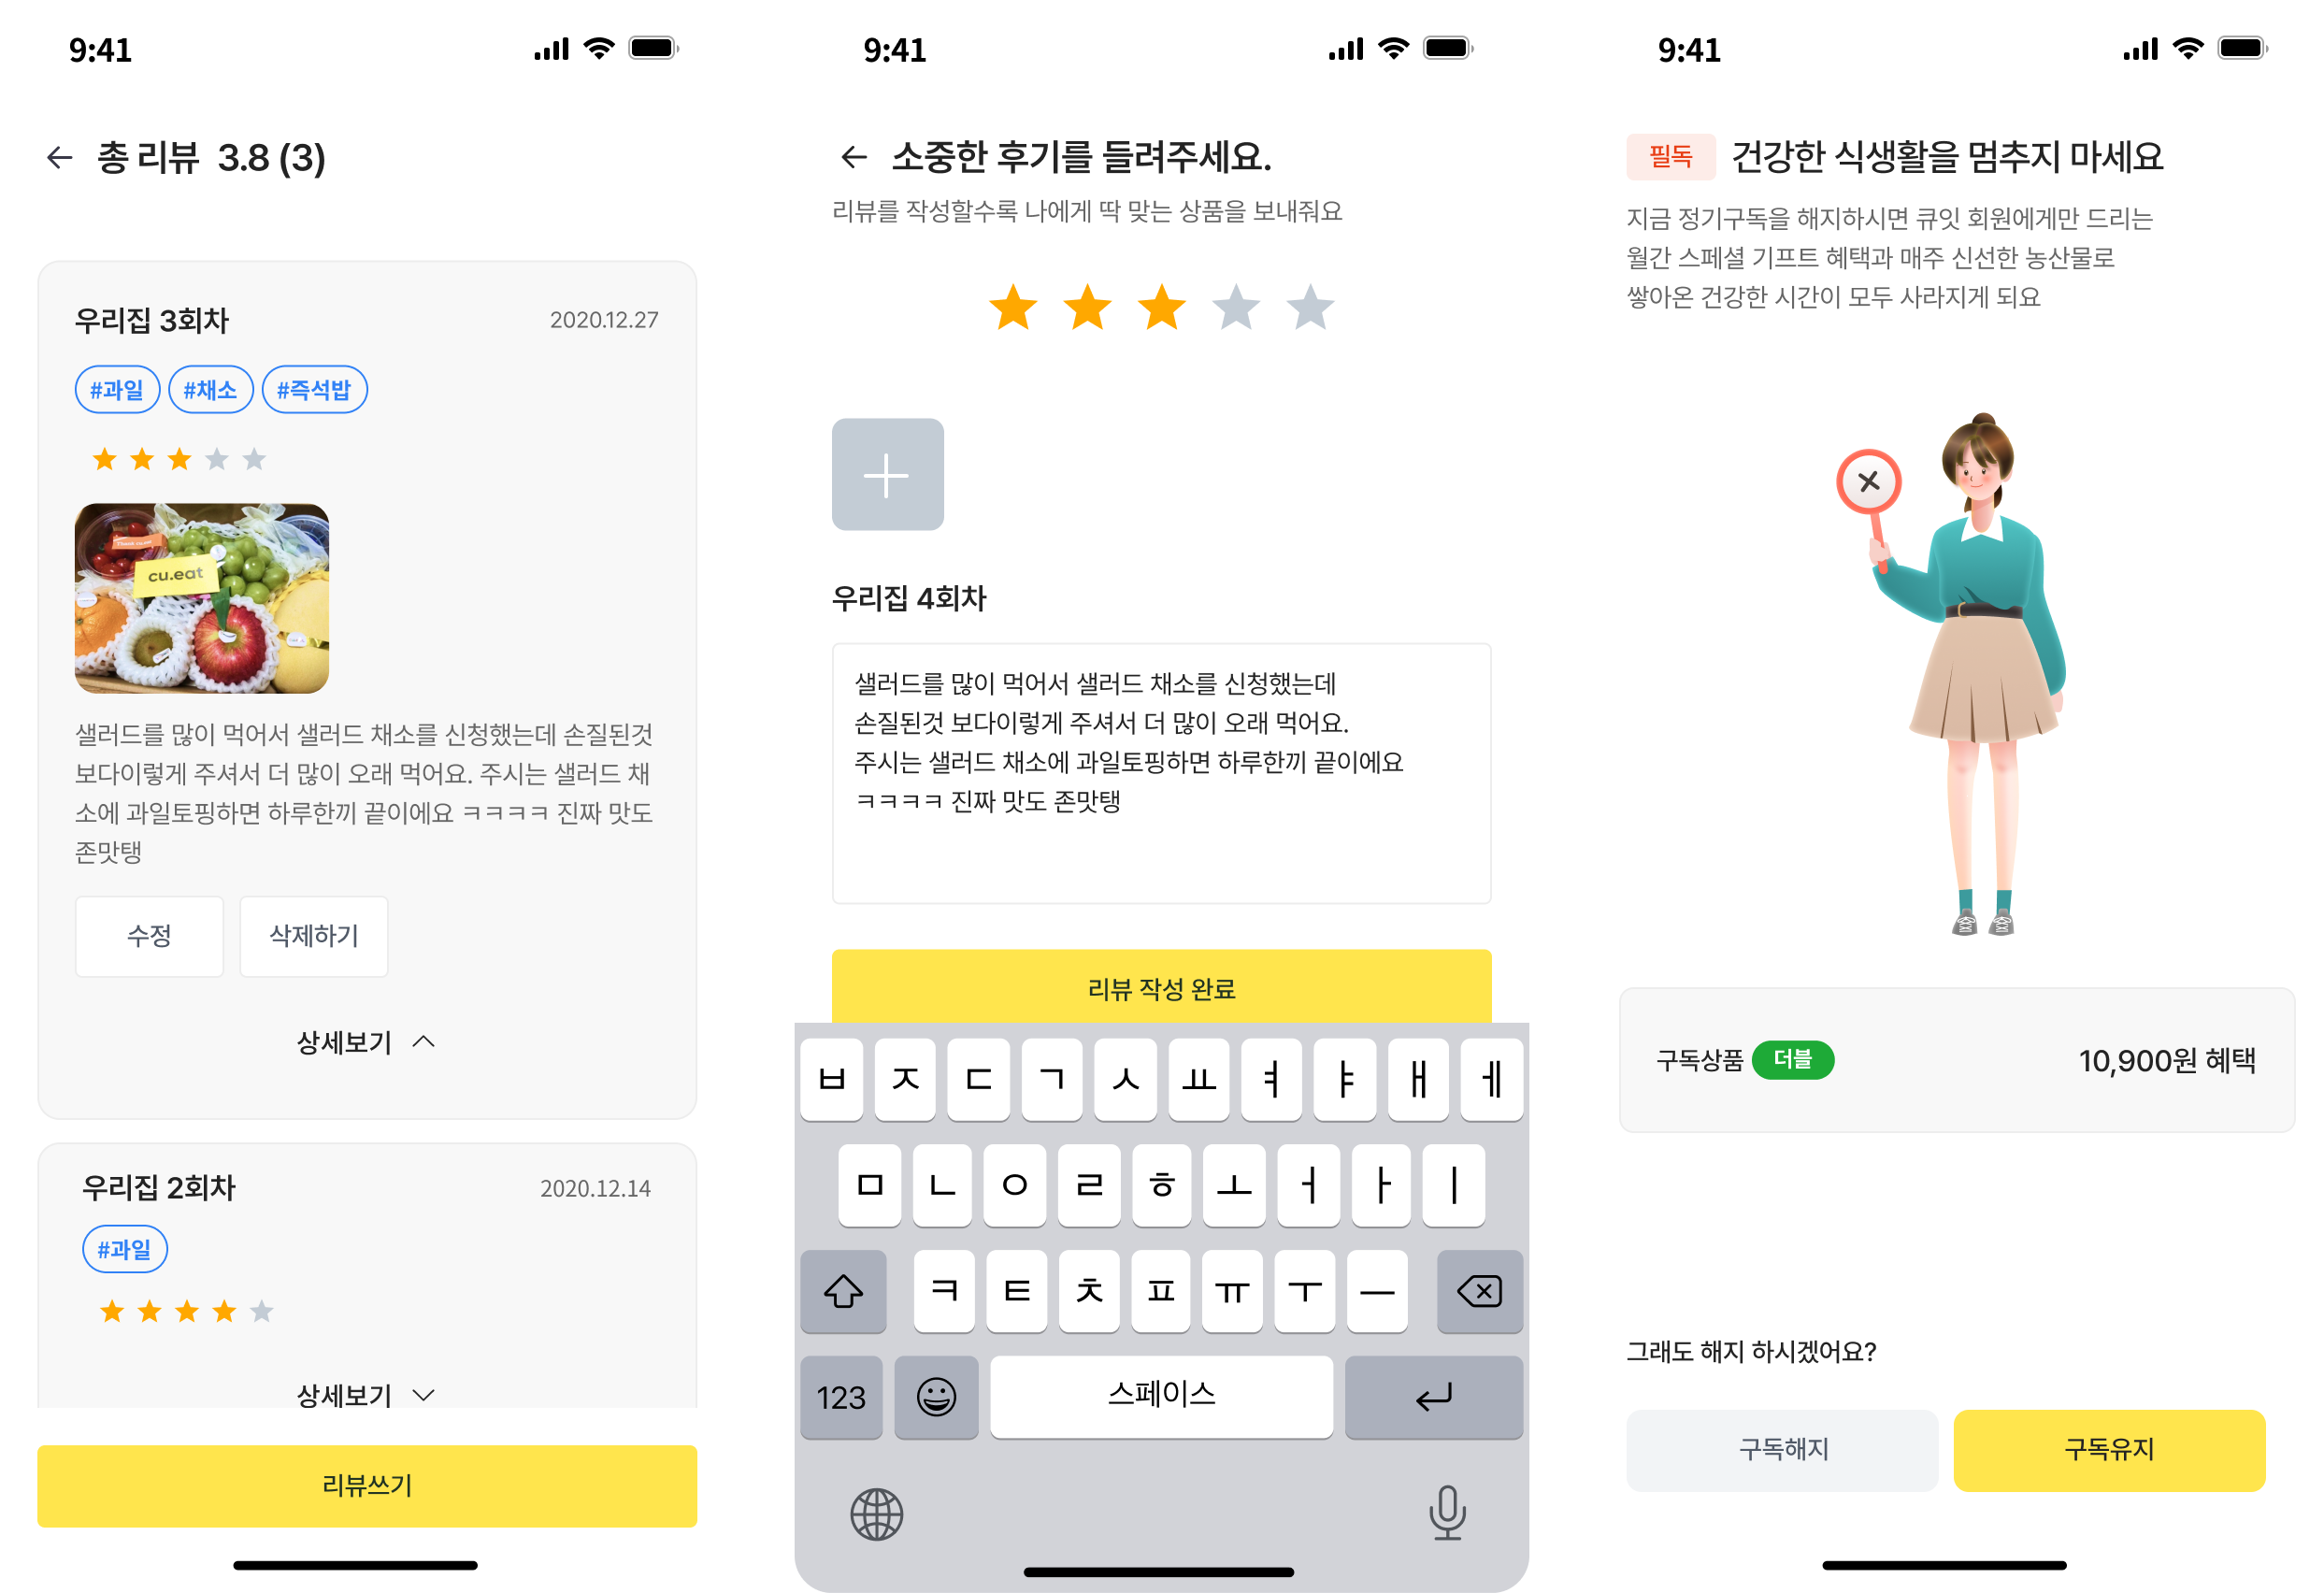 9:41
총 리뷰 3.8 (3)
우리집 3회차
2020.12.27
#과일 #채소 #즉석밥
Thank cu.eat
cu.eat
샐러드를 많이 먹어서 샐러드 채소를 신청했는데 손질된것
보다이렇게 주셔서 더 많이 오래 먹어요. 주시는 샐러드 채
소에 과일토핑하면 하루한끼 끝이에요 ㅋㅋㅋㅋ 진짜 맛도
존맛탱
수정 삭제하기
상세보기
우리집 2회차
2020.12.14
#과일
상세보기
리뷰쓰기
9:41
소중한 후기를 들려주세요.
리뷰를 작성할수록 나에게 딱 맞는 상품을 보내줘요
우리집 4회차
샐러드를 많이 먹어서 샐러드 채소를 신청했는데
손질된것 보다이렇게 주셔서 더 많이 오래 먹어요.
주시는 샐러드 채소에 과일토핑하면 하루한끼 끝이에요
ㅋㅋㅋㅋ 진짜 맛도 존맛탱
리뷰 작성 완료
ㅂ ㅈ ㄷ ㄱ ㅅ ㅛ ㅕ ㅑ ㅐ ㅔ
ㅁ ㄴ ㅇ ㄹ ㅎ ㅗ ㅓ ㅏ ㅣ
ㅋ ㅌ ㅊ ㅍ ㅠ ㅜ ㅡ
123 스페이스
9:41
필독 건강한 식생활을 멈추지 마세요
지금 정기구독을 해지하시면 큐잇 회원에게만 드리는
월간 스페셜 기프트 혜택과 매주 신선한 농산물로
쌓아온 건강한 시간이 모두 사라지게 되요
구독상품 더블 10,900원 혜택
그래도 해지 하시겠어요?
구독해지 구독유지